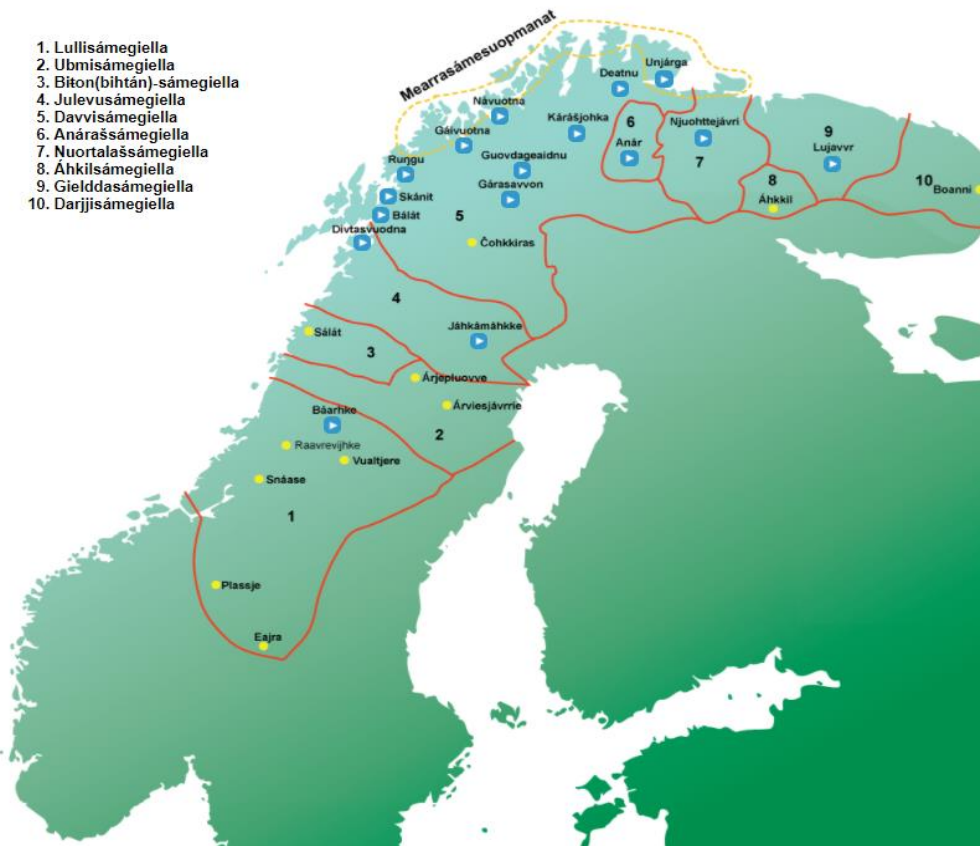 1. Lullisámegiella
2. Ubmisámegiella
3. Biŧon(bihtán)-sámegiella
4. Julevusámegiella
5. Davvisámegiella
6. Anárašsámegiella
7. Nuortalašsámegiella
8. Áhkilsámegiella
9. Gielddasámegiella
10. Darjjisámegiella
Mearrasámesuopmanat
Unjárga
Deatnu
Návuotna
Kárášjohka
6
Njuohttejávri
9
Gáivuotna
Anár
Lujavvr
Ruŋgu
Guovdageaidnu
7
8
10
Gárasavvon
Boanni
Skánit
Áhkkil
Bálát
5
Divtasvuodna
Čohkkiras
4
Jåhkåmåhkke
Sálát
3
Árjepluovve
Árviesjávrrie
Båarhke
2
Raavrevijhke
Vualtjere
Snåase
1
Plassje
Eajra